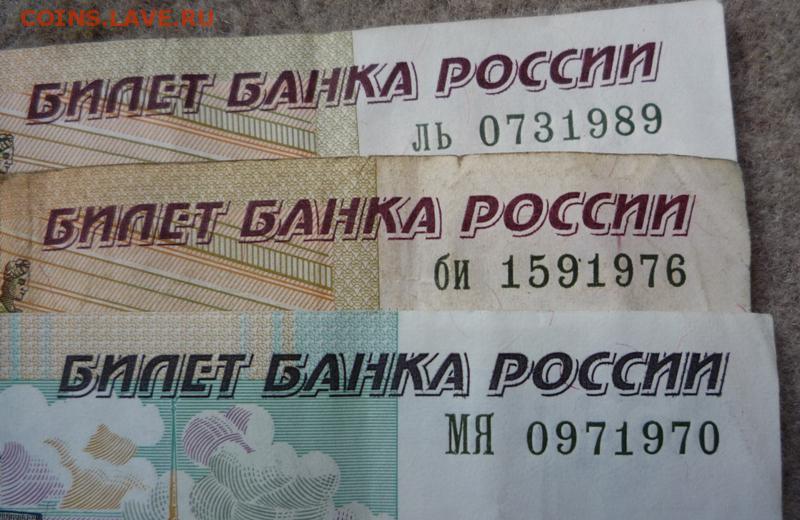 COINS.LAVE.RU
БИЛЕТ БАНКА РОССИИ
ЛЬ 0731989
БИЛЕТ БАНКА РОССИИ
би 1591976
БИЛЕТ БАНКА РОССИИ
МЯ 0971970